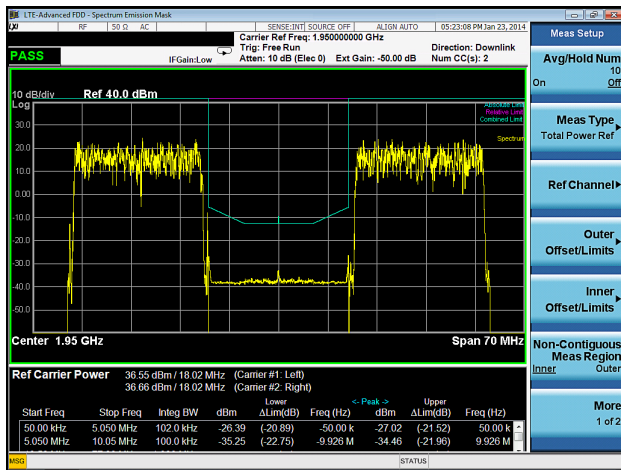 LTE-Advanced FDD - Spectrum Emission Mask
LXI RF 50 Ω AC SENSE:INT SOURCE OFF ALIGN AUTO 05:23:08 PM Jan 23, 2014
Carrier Ref Freq: 1.950000000 GHz
PASS IFGain:Low Trig: Free Run Direction: Downlink
Atten: 10 dB (Elec 0) Ext Gain: -50.00 dB Num CC(s): 2
10 dB/div Ref 40.0 dBm
Log
Absolute Limit
Relative Limit
Combined Limit
Spectrum
30.0
20.0
10.0
0.00
-10.0
-20.0
-30.0
-40.0
-50.0
Center 1.95 GHz Span 70 MHz
Ref Carrier Power 36.55 dBm / 18.02 MHz (Carrier #1: Left)
36.66 dBm / 18.02 MHz (Carrier #2: Right)
Lower <- Peak -> Upper
Start Freq Stop Freq Integ BW dBm ΔLim(dB) Freq (Hz) dBm ΔLim(dB) Freq (Hz)
50.00 kHz 5.050 MHz 102.0 kHz -26.39 (-20.89) -50.00 k -27.02 (-21.52) 50.00 k
5.050 MHz 10.05 MHz 100.0 kHz -35.25 (-22.75) -9.926 M -34.46 (-21.96) 9.926 M
MSG STATUS
Meas Setup
Avg/Hold Num
10
On Off
Meas Type
Total Power Ref
Ref Channel
Outer
Offset/Limits
Inner
Offset/Limits
Non-Contiguous
Meas Region
Inner Outer
More
1 of 2